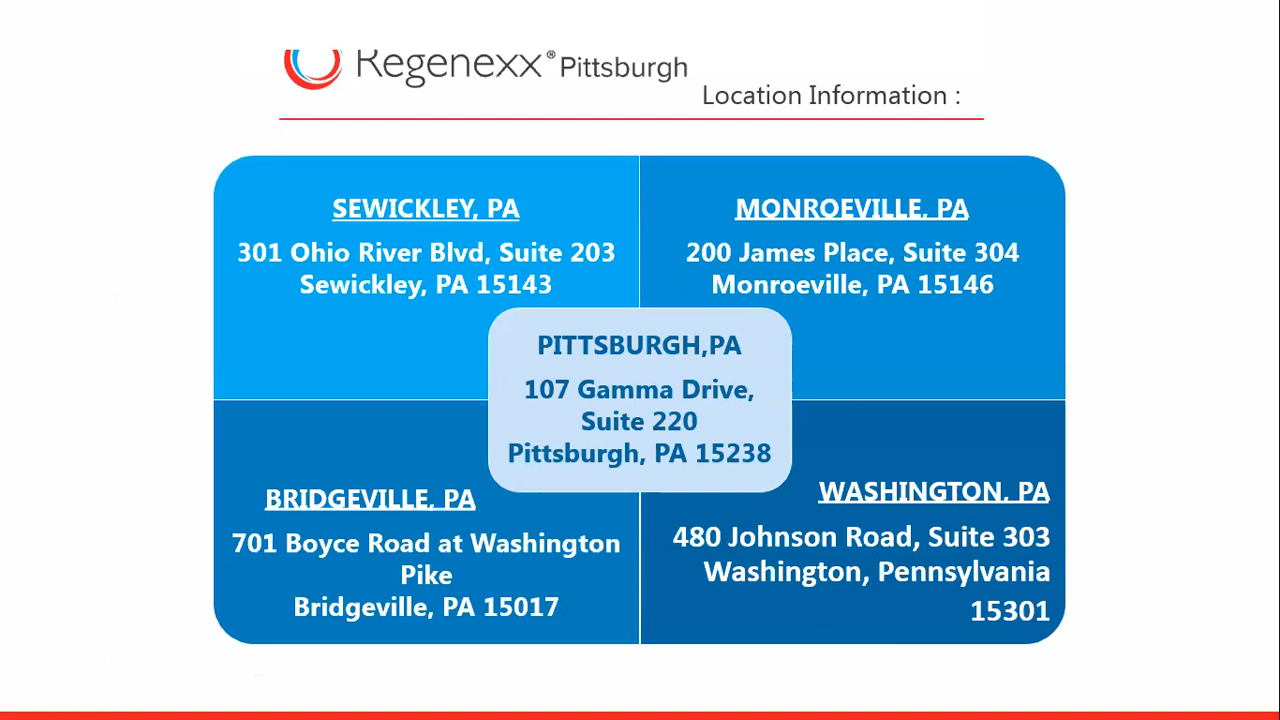 Regenexx® Pittsburgh
Location Information :
SEWICKLEY, PA
301 Ohio River Blvd, Suite 203
Sewickley, PA 15143
MONROEVILLE, PA
200 James Place, Suite 304
Monroeville, PA 15146
PITTSBURGH,PA
107 Gamma Drive,
Suite 220
Pittsburgh, PA 15238
BRIDGEVILLE, PA
701 Boyce Road at Washington
Pike
Bridgeville, PA 15017
WASHINGTON, PA
480 Johnson Road, Suite 303
Washington, Pennsylvania
15301